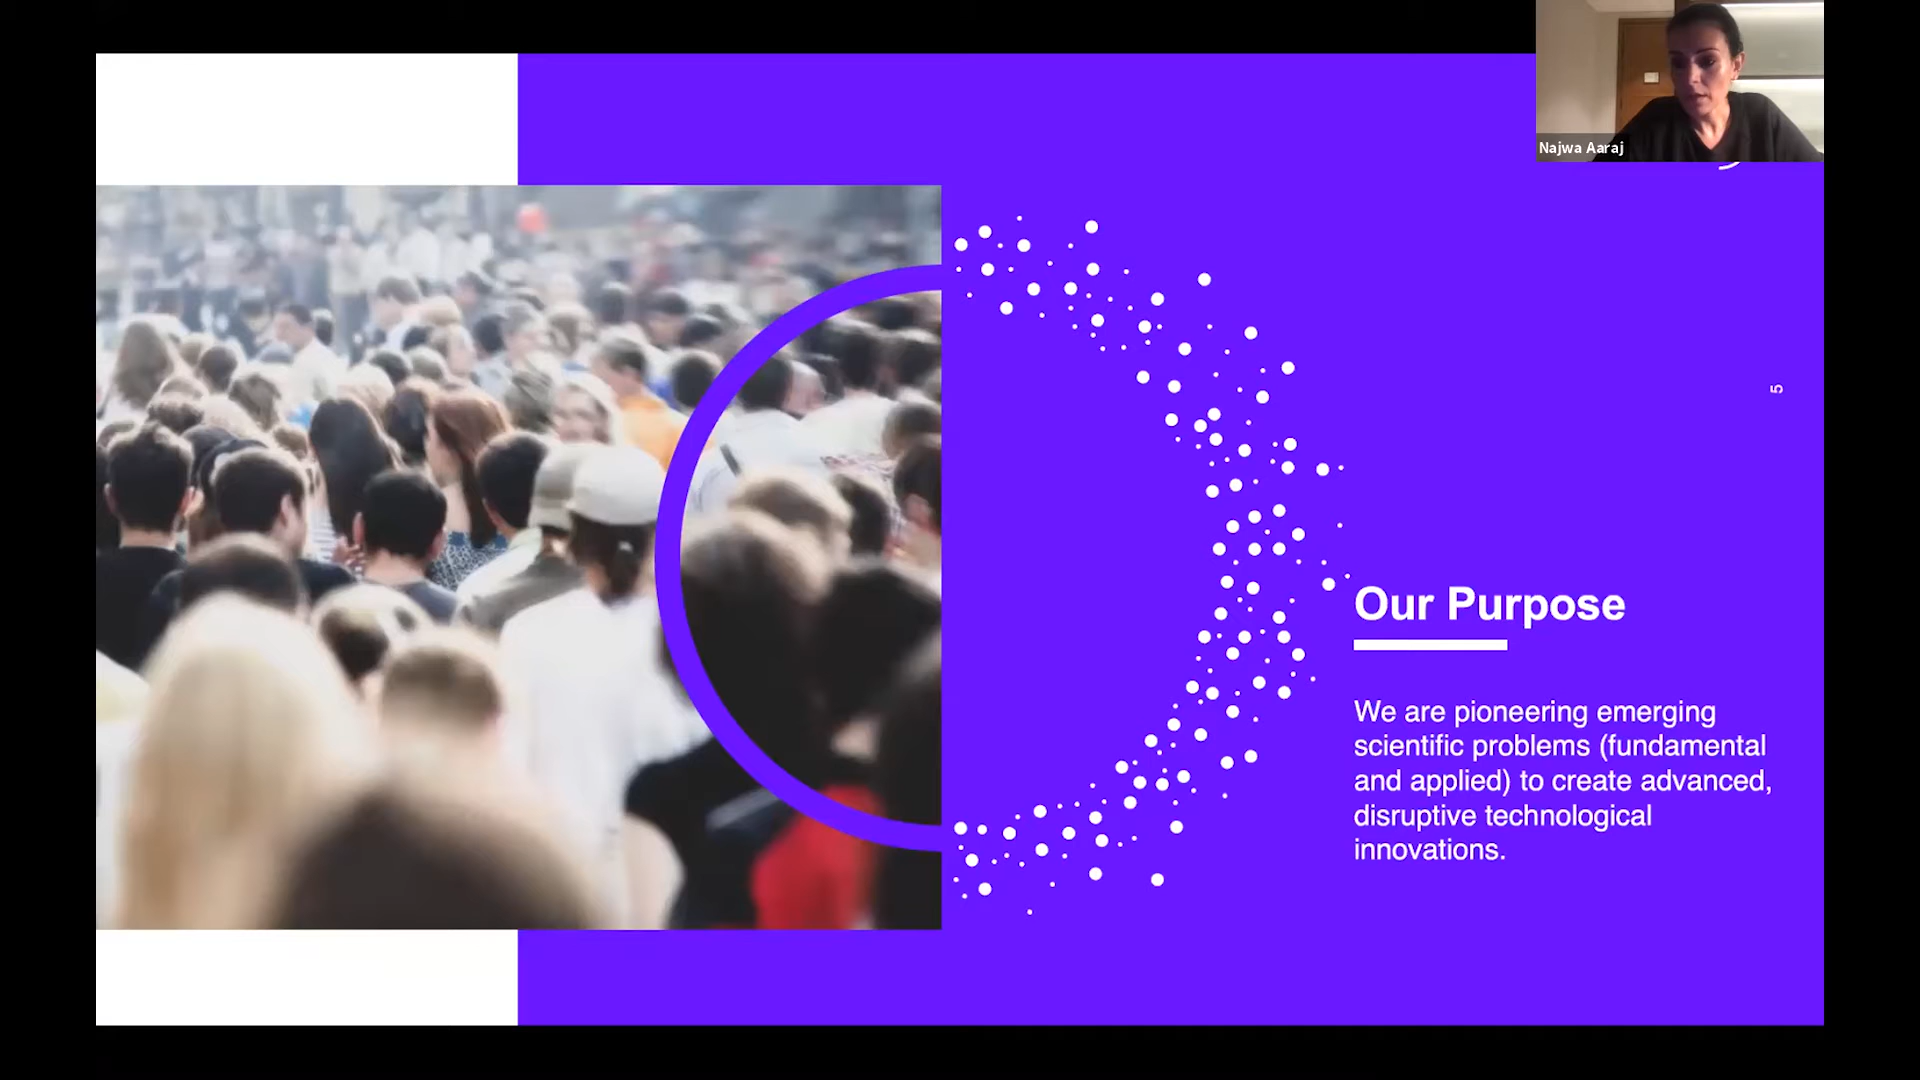 Najwa Aaraj
5
Our Purpose
We are pioneering emerging
scientific problems (fundamental
and applied) to create advanced,
disruptive technological
innovations.